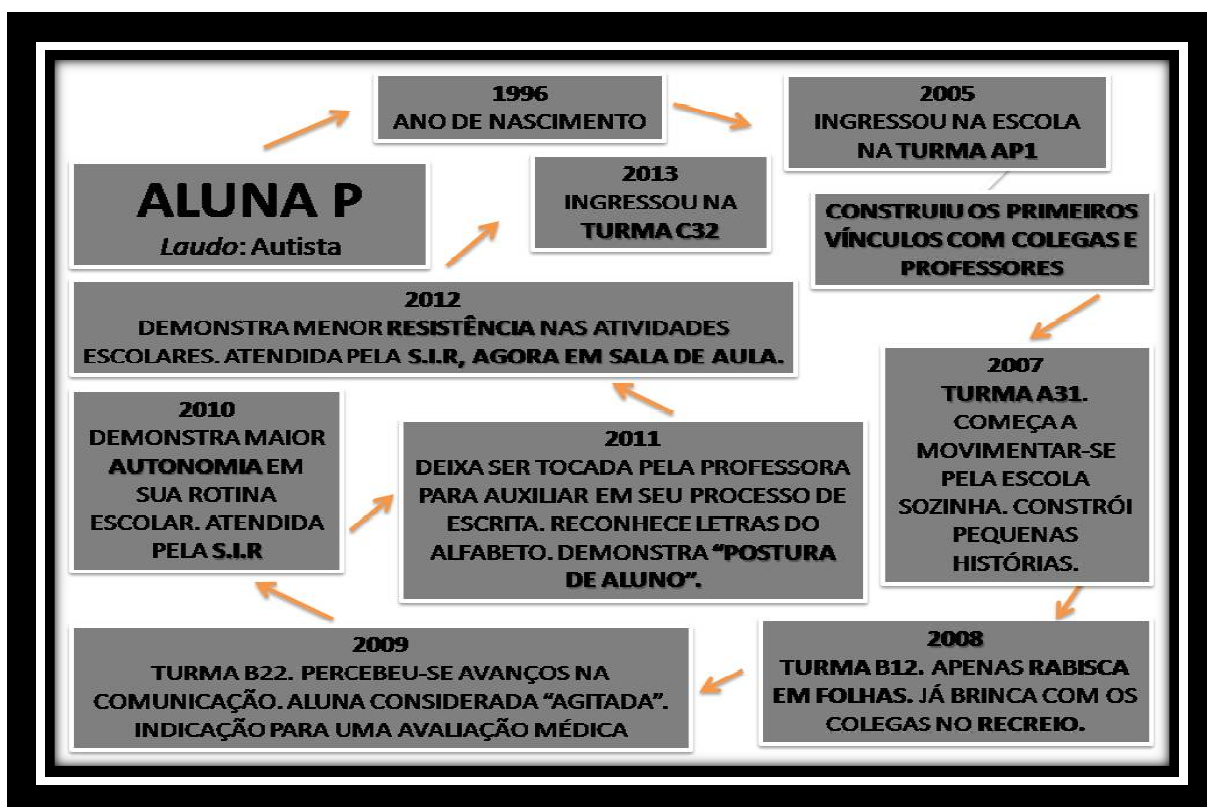 ALUNA P
Laudo: Autista
1996
ANO DE NASCIMENTO
2005
INGRESSOU NA ESCOLA
NA TURMA AP1
CONSTRUIU OS PRIMEIROS
VÍNCULOS COM COLEGAS E
PROFESSORES
2007
TURMA A31.
COMEÇA A
MOVIMENTAR-SE
PELA ESCOLA
SOZINHA. CONSTRÓI
PEQUENAS
HISTÓRIAS.
2008
TURMA B12. APENAS RABISCA
EM FOLHAS. JÁ BRINCA COM OS
COLEGAS NO RECREIO.
2009
TURMA B22. PERCEBEU-SE AVANÇOS NA
COMUNICAÇÃO. ALUNA CONSIDERADA “AGITADA”.
INDICAÇÃO PARA UMA AVALIAÇÃO MÉDICA
2010
DEMONSTRA MAIOR
AUTONOMIA EM
SUA ROTINA
ESCOLAR. ATENDIDA
PELA S.I.R
2011
DEIXA SER TOCADA PELA PROFESSORA
PARA AUXILIAR EM SEU PROCESSO DE
ESCRITA. RECONHECE LETRAS DO
ALFABETO. DEMONSTRA “POSTURA
DE ALUNO”.
2012
DEMONSTRA MENOR RESISTÊNCIA NAS ATIVIDADES
ESCOLARES. ATENDIDA PELA S.I.R, AGORA EM SALA DE AULA.
2013
INGRESSOU NA
TURMA C32